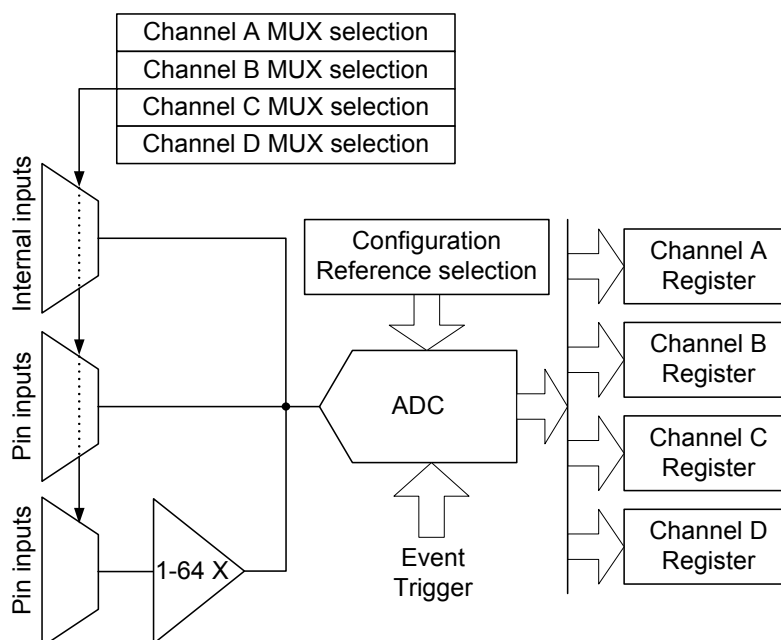 Channel A MUX selection
Channel B MUX selection
Channel C MUX selection
Channel D MUX selection
Internal inputs
Pin inputs
Pin inputs
1-64 X
Configuration
Reference selection
ADC
Event
Trigger
Channel A
Register
Channel B
Register
Channel C
Register
Channel D
Register